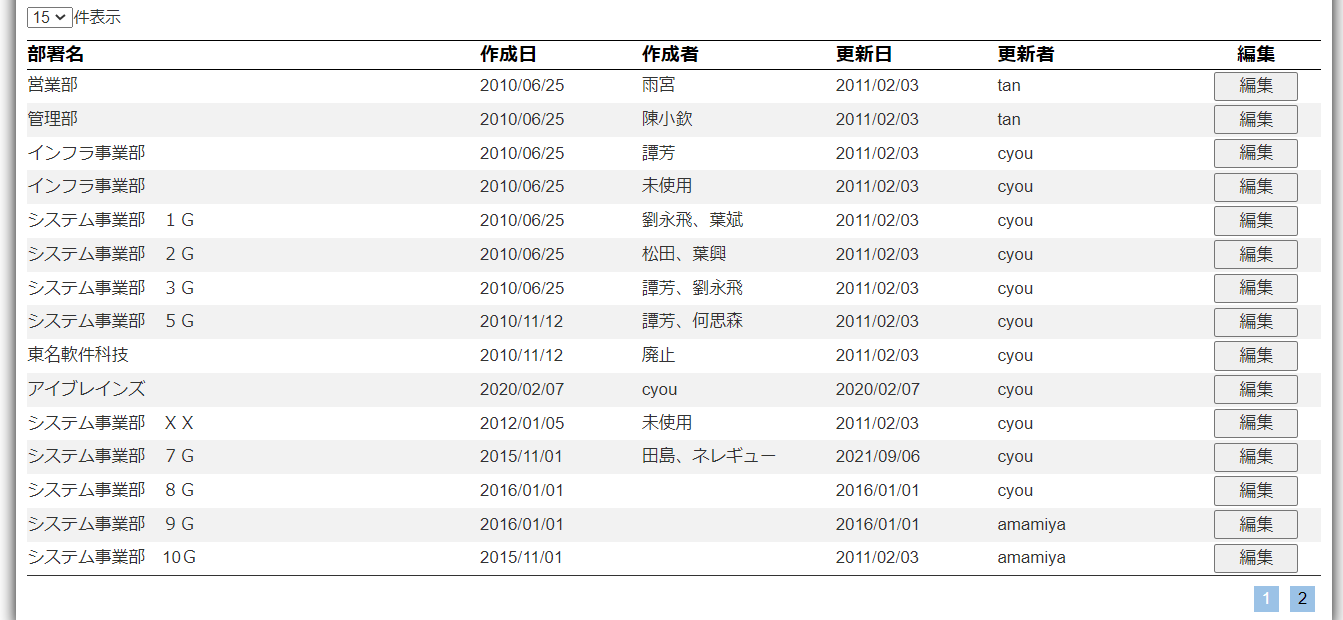 15 件表示
部署名 作成日 作成者 更新日 更新者 編集
営業部 2010/06/25 雨宮 2011/02/03 tan 編集
管理部 2010/06/25 陳小欽 2011/02/03 tan 編集
インフラ事業部 2010/06/25 譚芳 2011/02/03 cyou 編集
インフラ事業部 2010/06/25 未使用 2011/02/03 cyou 編集
システム事業部　１Ｇ 2010/06/25 劉永飛、葉斌 2011/02/03 cyou 編集
システム事業部　２Ｇ 2010/06/25 松田、葉興 2011/02/03 cyou 編集
システム事業部　３Ｇ 2010/06/25 譚芳、劉永飛 2011/02/03 cyou 編集
システム事業部　５Ｇ 2010/11/12 譚芳、何思森 2011/02/03 cyou 編集
東名軟件科技 2010/11/12 廃止 2011/02/03 cyou 編集
アイブレインズ 2020/02/07 cyou 2020/02/07 cyou 編集
システム事業部　ＸＸ 2012/01/05 未使用 2011/02/03 cyou 編集
システム事業部　７Ｇ 2015/11/01 田島、ネレギュー 2021/09/06 cyou 編集
システム事業部　８Ｇ 2016/01/01 2016/01/01 cyou 編集
システム事業部　９Ｇ 2016/01/01 2016/01/01 amamiya 編集
システム事業部　10Ｇ 2015/11/01 2011/02/03 amamiya 編集
1 2